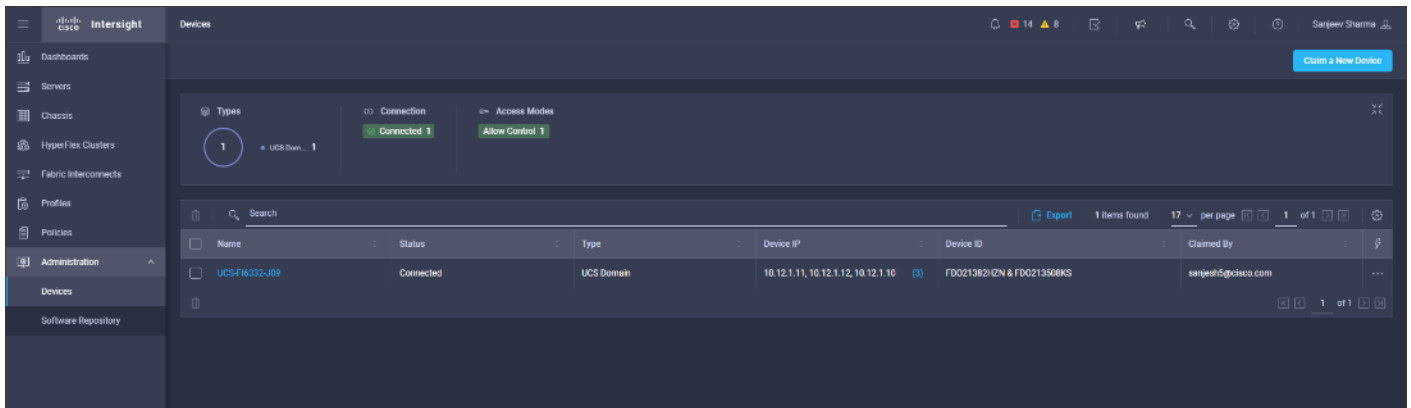 cisco Intersight
Devices
14 8
Sanjeev Sharma
Dashboards
Servers
Chassis
HyperFlex Clusters
Fabric Interconnects
Profiles
Policies
Administration
Devices
Software Repository
Claim a New Device
Types
1
UCS Dom... 1
Connection
Connected 1
Access Modes
Allow Control 1
Search
Export 1 items found 17 per page 1 of 1
Name Status Type Device IP Device ID Claimed By
UCS-FI6332-J09 Connected UCS Domain 10.12.1.11, 10.12.1.12, 10.12.1.10 (3) FDO21382HZN & FDO213508KS sanjesh5@cisco.com ...
1 of 1